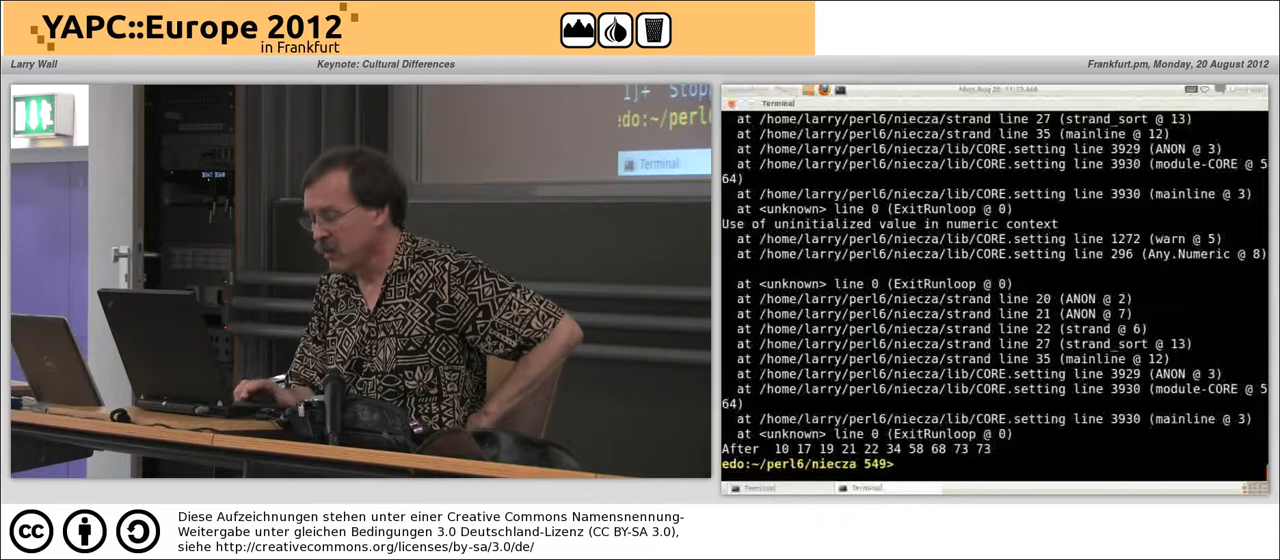 YAPC::Europe 2012
in Frankfurt
Larry Wall
Keynote: Cultural Differences
Frankfurt.pm, Monday, 20 August 2012
1]+ Stop
edo:~/perl
Terminal
Terminal
at /home/larry/perl6/niecza/strand line 27 (strand_sort @ 13)
at /home/larry/perl6/niecza/strand line 35 (mainline @ 12)
at /home/larry/perl6/niecza/lib/CORE.setting line 3929 (ANON @ 3)
at /home/larry/perl6/niecza/lib/CORE.setting line 3930 (module-CORE @ 5
64)
at /home/larry/perl6/niecza/lib/CORE.setting line 3930 (mainline @ 3)
at <unknown> line 0 (ExitRunloop @ 0)
Use of uninitialized value in numeric context
at /home/larry/perl6/niecza/lib/CORE.setting line 1272 (warn @ 5)
at /home/larry/perl6/niecza/lib/CORE.setting line 296 (Any.Numeric @ 8)
at <unknown> line 0 (ExitRunloop @ 0)
at /home/larry/perl6/niecza/strand line 20 (ANON @ 2)
at /home/larry/perl6/niecza/strand line 21 (ANON @ 7)
at /home/larry/perl6/niecza/strand line 22 (strand @ 6)
at /home/larry/perl6/niecza/strand line 27 (strand_sort @ 13)
at /home/larry/perl6/niecza/strand line 35 (mainline @ 12)
at /home/larry/perl6/niecza/lib/CORE.setting line 3929 (ANON @ 3)
at /home/larry/perl6/niecza/lib/CORE.setting line 3930 (module-CORE @ 5
64)
at /home/larry/perl6/niecza/lib/CORE.setting line 3930 (mainline @ 3)
at <unknown> line 0 (ExitRunloop @ 0)
After 10 17 19 21 22 34 58 68 73 73
edo:~/perl6/niecza 549>
Terminal
Terminal
cc
Diese Aufzeichnungen stehen unter einer Creative Commons Namensnennung-
Weitergabe unter gleichen Bedingungen 3.0 Deutschland-Lizenz (CC BY-SA 3.0),
siehe http://creativecommons.org/licenses/by-sa/3.0/de/